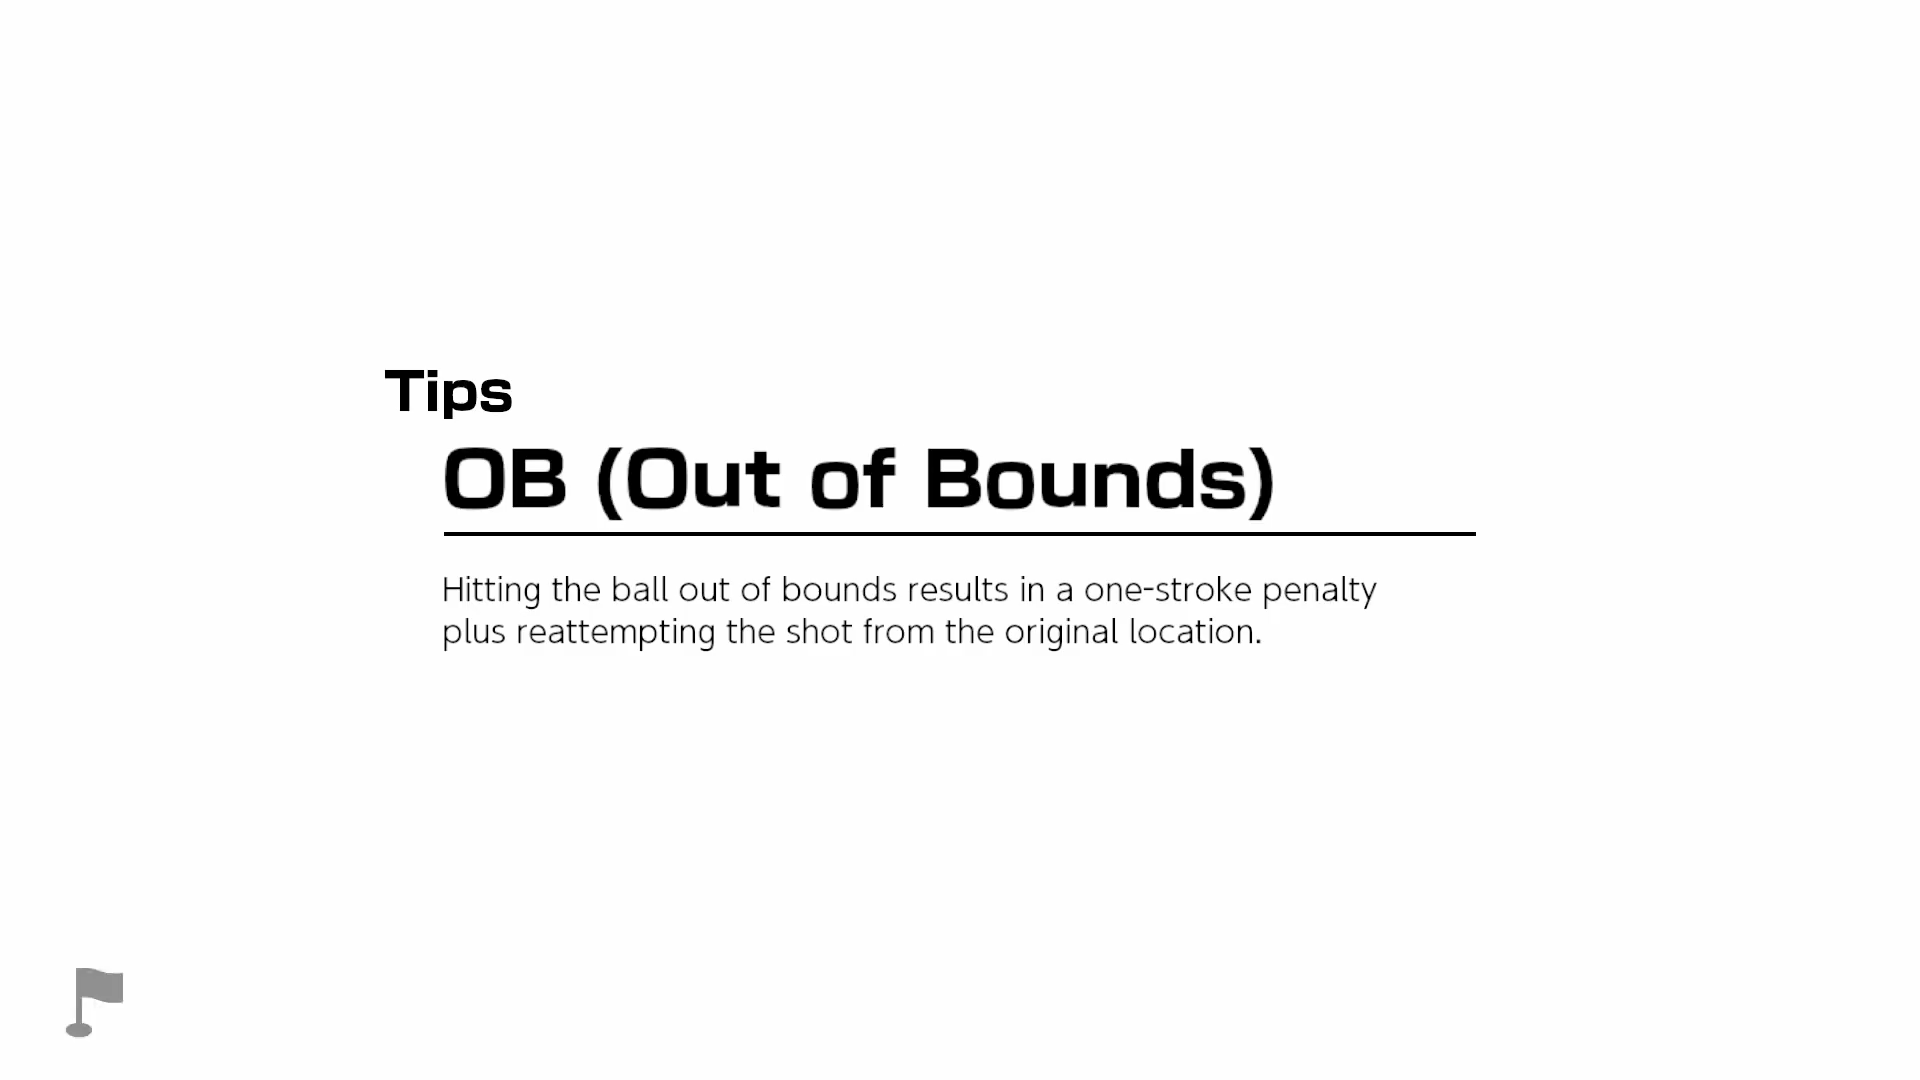 Tips
OB (Out of Bounds)
Hitting the ball out of bounds results in a one-stroke penalty
plus reattempting the shot from the original location.